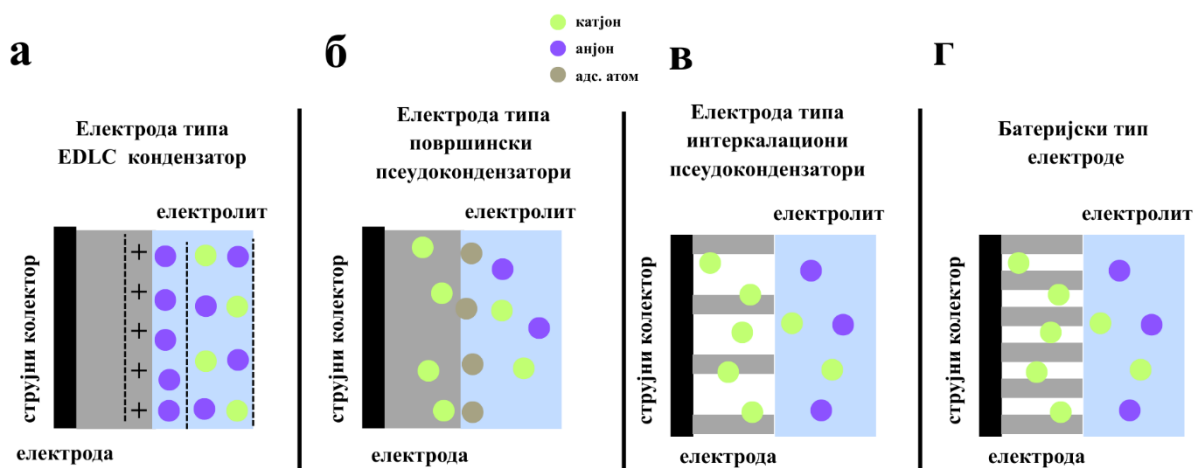 катјон
анјон
адс. атом
а
Електрода типа
EDLC кондензатор
електролит
струјни колектор
+
+
+
+
+
електрода
б
Електрода типа
површински
псеудокондензатори
електролит
струјни колектор
електрода
в
Електрода типа
интеркалациони
псеудокондензатори
електролит
струјни колектор
електрода
г
Батеријски тип
електроде
електролит
струјни колектор
електрода